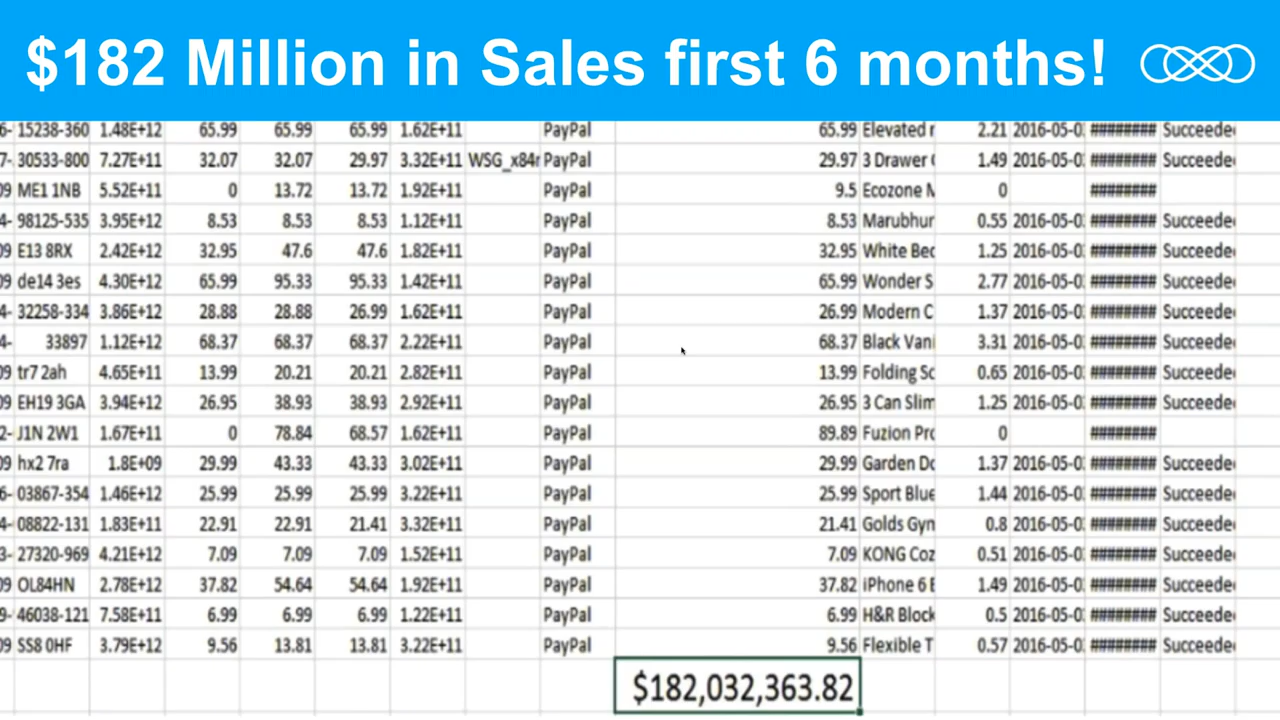 $182 Million in Sales first 6 months!
6- 15238-360 1.48E+12 65.99 65.99 65.99 1.62E+11 PayPal 65.99 Elevated r 2.21 2016-05-0 ######## Succeede
7- 30533-800 7.27E+11 32.07 32.07 29.97 3.32E+11 WSG_x84r PayPal 29.97 3 Drawer 1.49 2016-05-0 ######## Succeede
09 ME1 1NB 5.52E+11 0 13.72 13.72 1.92E+11 PayPal 9.5 Ecozone M 0 ########
4- 98125-535 3.95E+12 8.53 8.53 8.53 1.12E+11 PayPal 8.53 Marubhur 0.55 2016-05-0 ######## Succeede
09 E13 8RX 2.42E+12 32.95 47.6 47.6 1.82E+11 PayPal 32.95 White Bec 1.25 2016-05-0 ######## Succeede
09 de14 3es 4.30E+12 65.99 95.33 95.33 1.42E+11 PayPal 65.99 Wonder S 2.77 2016-05-0 ######## Succeede
4- 32258-334 3.86E+12 28.88 28.88 26.99 1.62E+11 PayPal 26.99 Modern C 1.37 2016-05-0 ######## Succeede
4- 33897 1.12E+12 68.37 68.37 68.37 2.22E+11 PayPal 68.37 Black Vani 3.31 2016-05-0 ######## Succeede
09 tr7 2ah 4.65E+11 13.99 20.21 20.21 2.82E+11 PayPal 13.99 Folding Sc 0.65 2016-05-0 ######## Succeede
09 EH19 3GA 3.94E+12 26.95 38.93 38.93 2.92E+11 PayPal 26.95 3 Can Slim 1.25 2016-05-0 ######## Succeede
2- J1N 2W1 1.67E+11 0 78.84 68.57 1.62E+11 PayPal 89.89 Fuzion Pro 0 ########
09 hx2 7ra 1.8E+09 29.99 43.33 43.33 3.02E+11 PayPal 29.99 Garden Do 1.37 2016-05-0 ######## Succeede
6- 03867-354 1.46E+12 25.99 25.99 25.99 3.22E+11 PayPal 25.99 Sport Blue 1.44 2016-05-0 ######## Succeede
4- 08822-131 1.83E+11 22.91 22.91 21.41 3.32E+11 PayPal 21.41 Golds Gyn 0.8 2016-05-0 ######## Succeede
3- 27320-969 4.21E+12 7.09 7.09 7.09 1.52E+11 PayPal 7.09 KONG Coz 0.51 2016-05-0 ######## Succeede
09 OL84HN 2.78E+12 37.82 54.64 54.64 1.92E+11 PayPal 37.82 iPhone 6 E 1.49 2016-05-0 ######## Succeede
9- 46038-121 7.58E+11 6.99 6.99 6.99 1.22E+11 PayPal 6.99 H&R Block 0.5 2016-05-0 ######## Succeede
09 SS8 0HF 3.79E+12 9.56 13.81 13.81 3.22E+11 PayPal 9.56 Flexible T 0.57 2016-05-0 ######## Succeede
$182,032,363.82